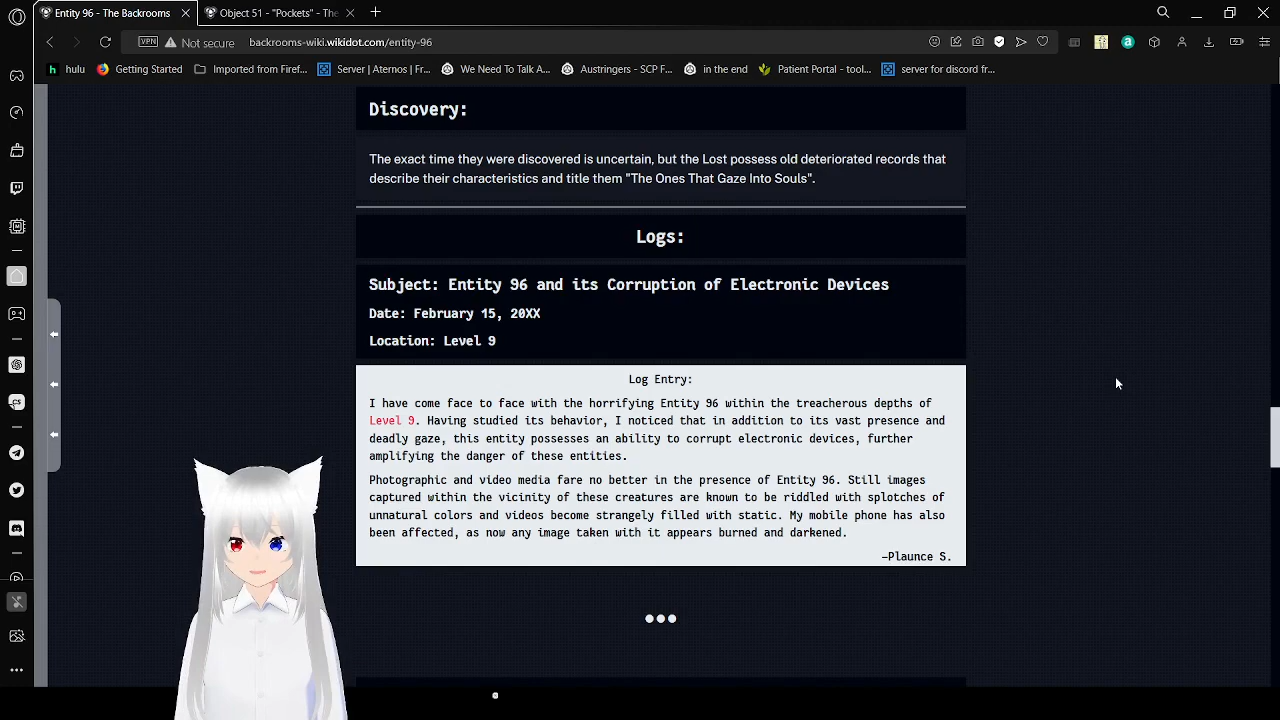 Entity 96 - The Backrooms
Object 51 - "Pockets" - The
VPN
Not secure
backrooms-wiki.wikidot.com/entity-96
hulu
Getting Started
Imported from Firef...
Server | Aternos | Fr...
We Need To Talk A...
Austringers - SCP F...
in the end
Patient Portal - tool...
server for discord fr...
Discovery:
The exact time they were discovered is uncertain, but the Lost possess old deteriorated records that
describe their characteristics and title them "The Ones That Gaze Into Souls".
Logs:
Subject: Entity 96 and its Corruption of Electronic Devices
Date: February 15, 20XX
Location: Level 9
Log Entry:
I have come face to face with the horrifying Entity 96 within the treacherous depths of
Level 9. Having studied its behavior, I noticed that in addition to its vast presence and
deadly gaze, this entity possesses an ability to corrupt electronic devices, further
amplifying the danger of these entities.
Photographic and video media fare no better in the presence of Entity 96. Still images
captured within the vicinity of these creatures are known to be riddled with splotches of
unnatural colors and videos become strangely filled with static. My mobile phone has also
been affected, as now any image taken with it appears burned and darkened.
—Plaunce S.